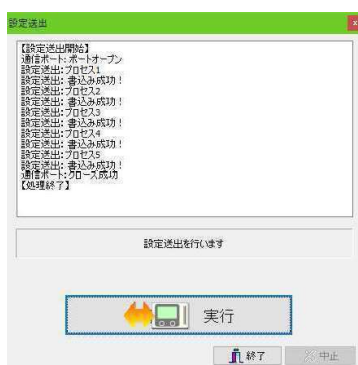 設定送出
【設定送出開始】
通信ポート: ポートオープン
設定送出:プロセス1
設定送出: 書込み成功!
設定送出:プロセス2
設定送出: 書込み成功!
設定送出:プロセス3
設定送出: 書込み成功!
設定送出:プロセス4
設定送出: 書込み成功!
設定送出:プロセス5
設定送出: 書込み成功!
通信ポート:クローズ成功
【処理終了】
設定送出を行います
実行
終了
中止